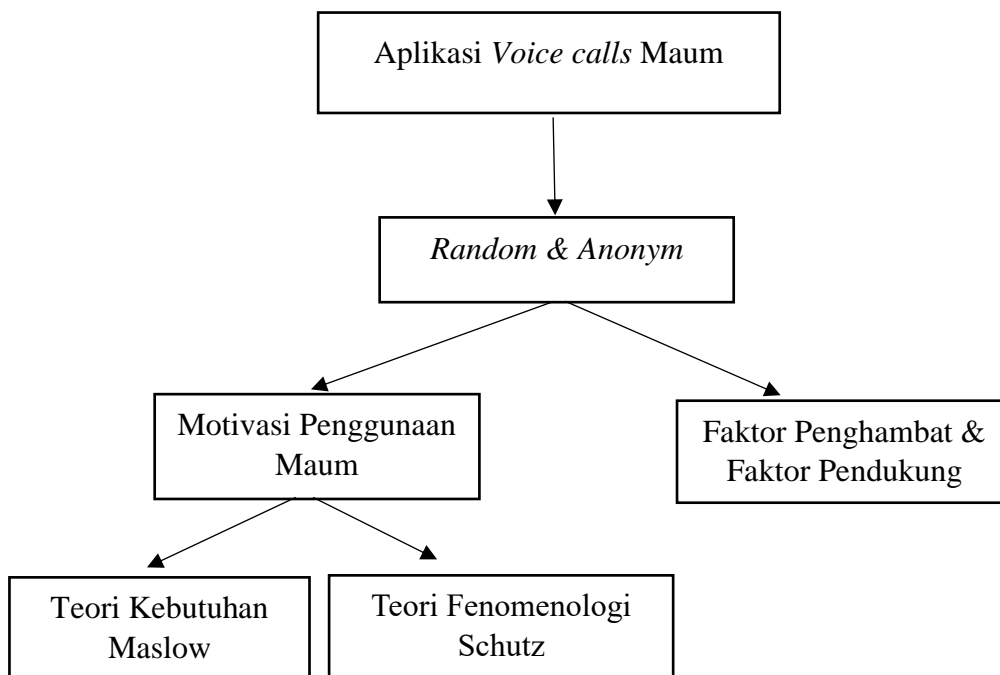 Aplikasi Voice calls Maum
Random & Anonym
Motivasi Penggunaan
Maum
Faktor Penghambat &
Faktor Pendukung
Teori Kebutuhan
Maslow
Teori Fenomenologi
Schutz